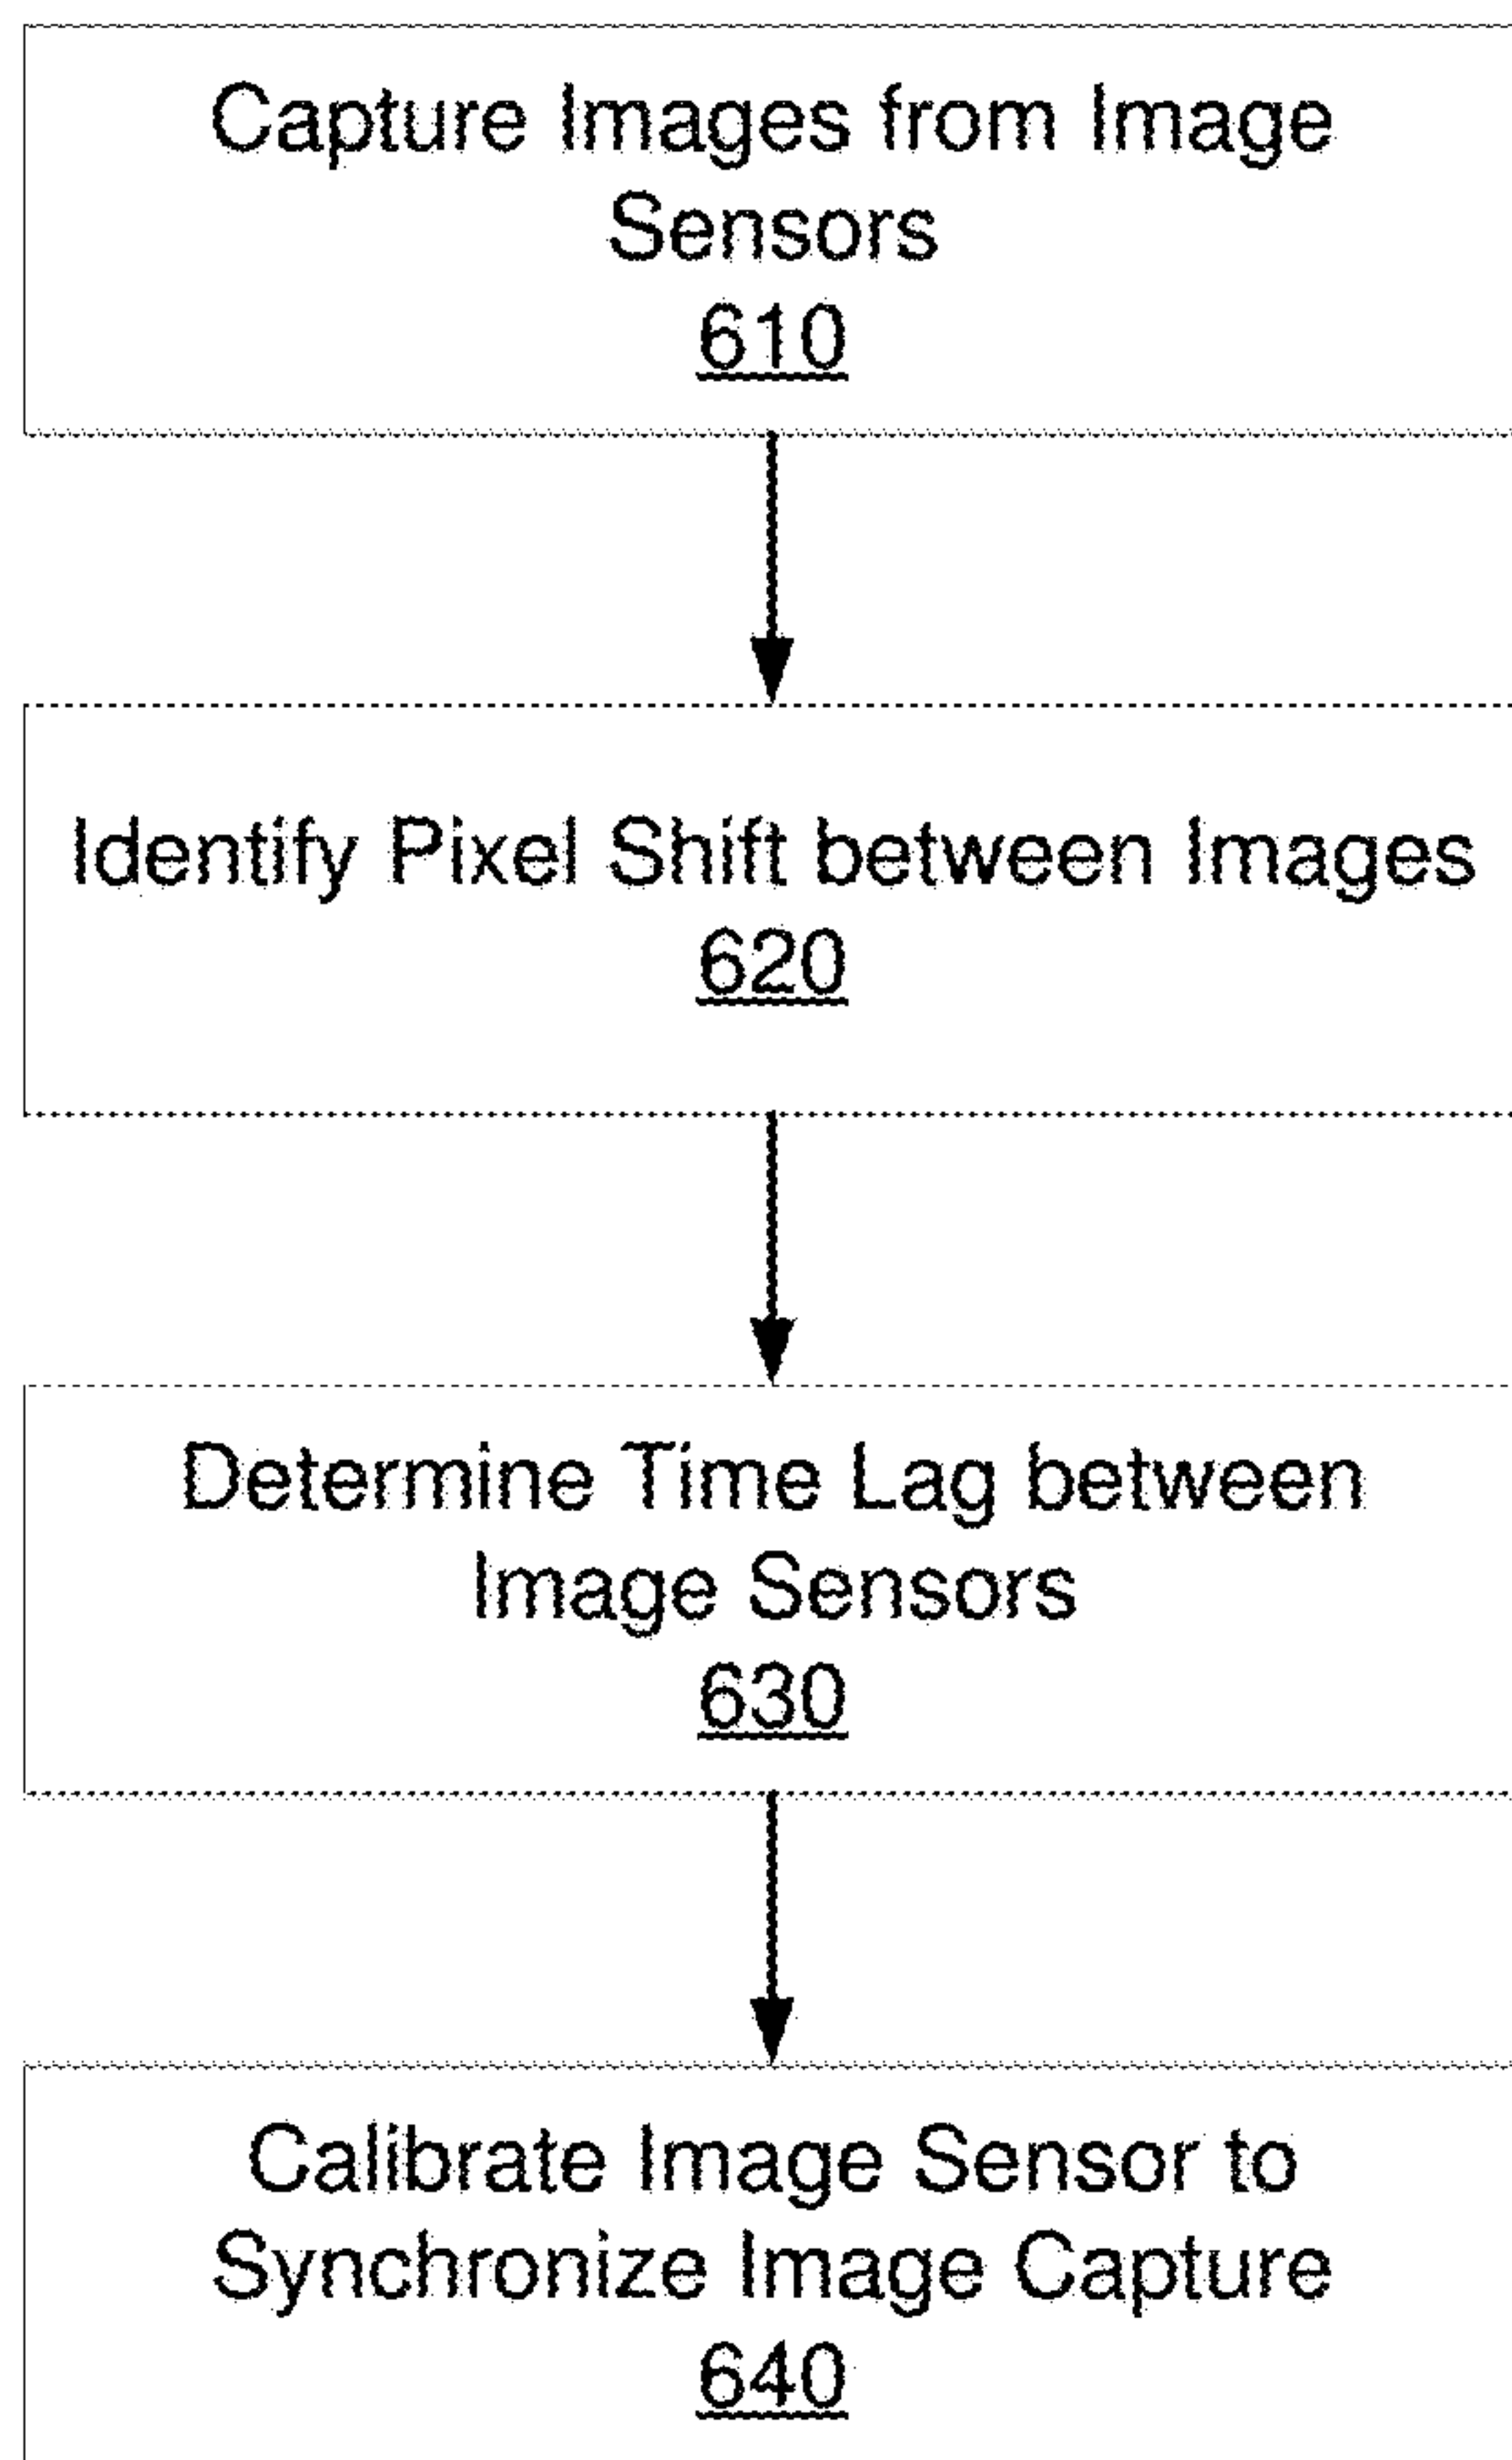 Capture Images from Image
Sensors
610
Identify Pixel Shift between Images
620
Determine Time Lag between
Image Sensors
630
Calibrate Image Sensor to
Synchronize Image Capture
640